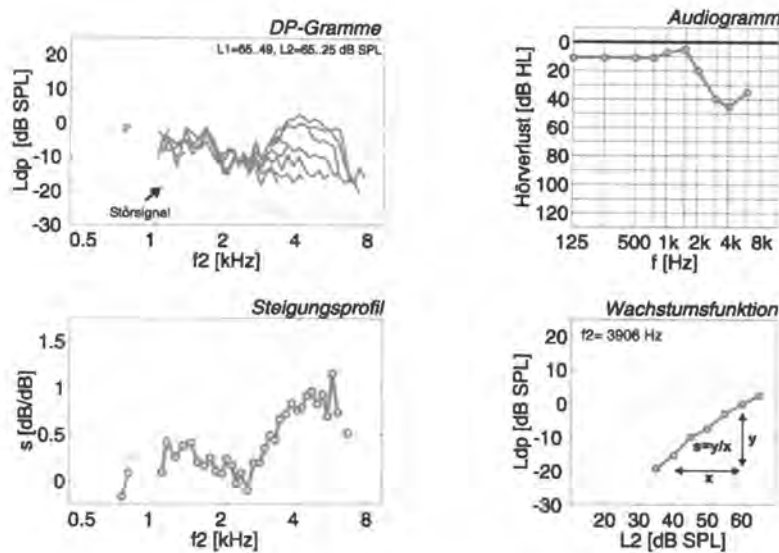 DP-Gramme
L1=65..49, L2=65..25 dB SPL
Ldp [dB SPL]
20
10
0
-10
-20
-30
Störsignal
0.5 1 2 4 8
f2 [kHz]
Audiogramm
Hörverlust [dB HL]
0
20
40
60
80
100
120
125 500 1k 2k 4k 8k
f [Hz]
Steigungsprofil
s [dB/dB]
1.5
1
0.5
0
0.5 1 2 4 8
f2 [kHz]
Wachstumsfunktion
f2= 3906 Hz
Ldp [dB SPL]
20
10
0
-10
-20
-30
s=y/x
y
x
20 30 40 50 60
L2 [dB SPL]